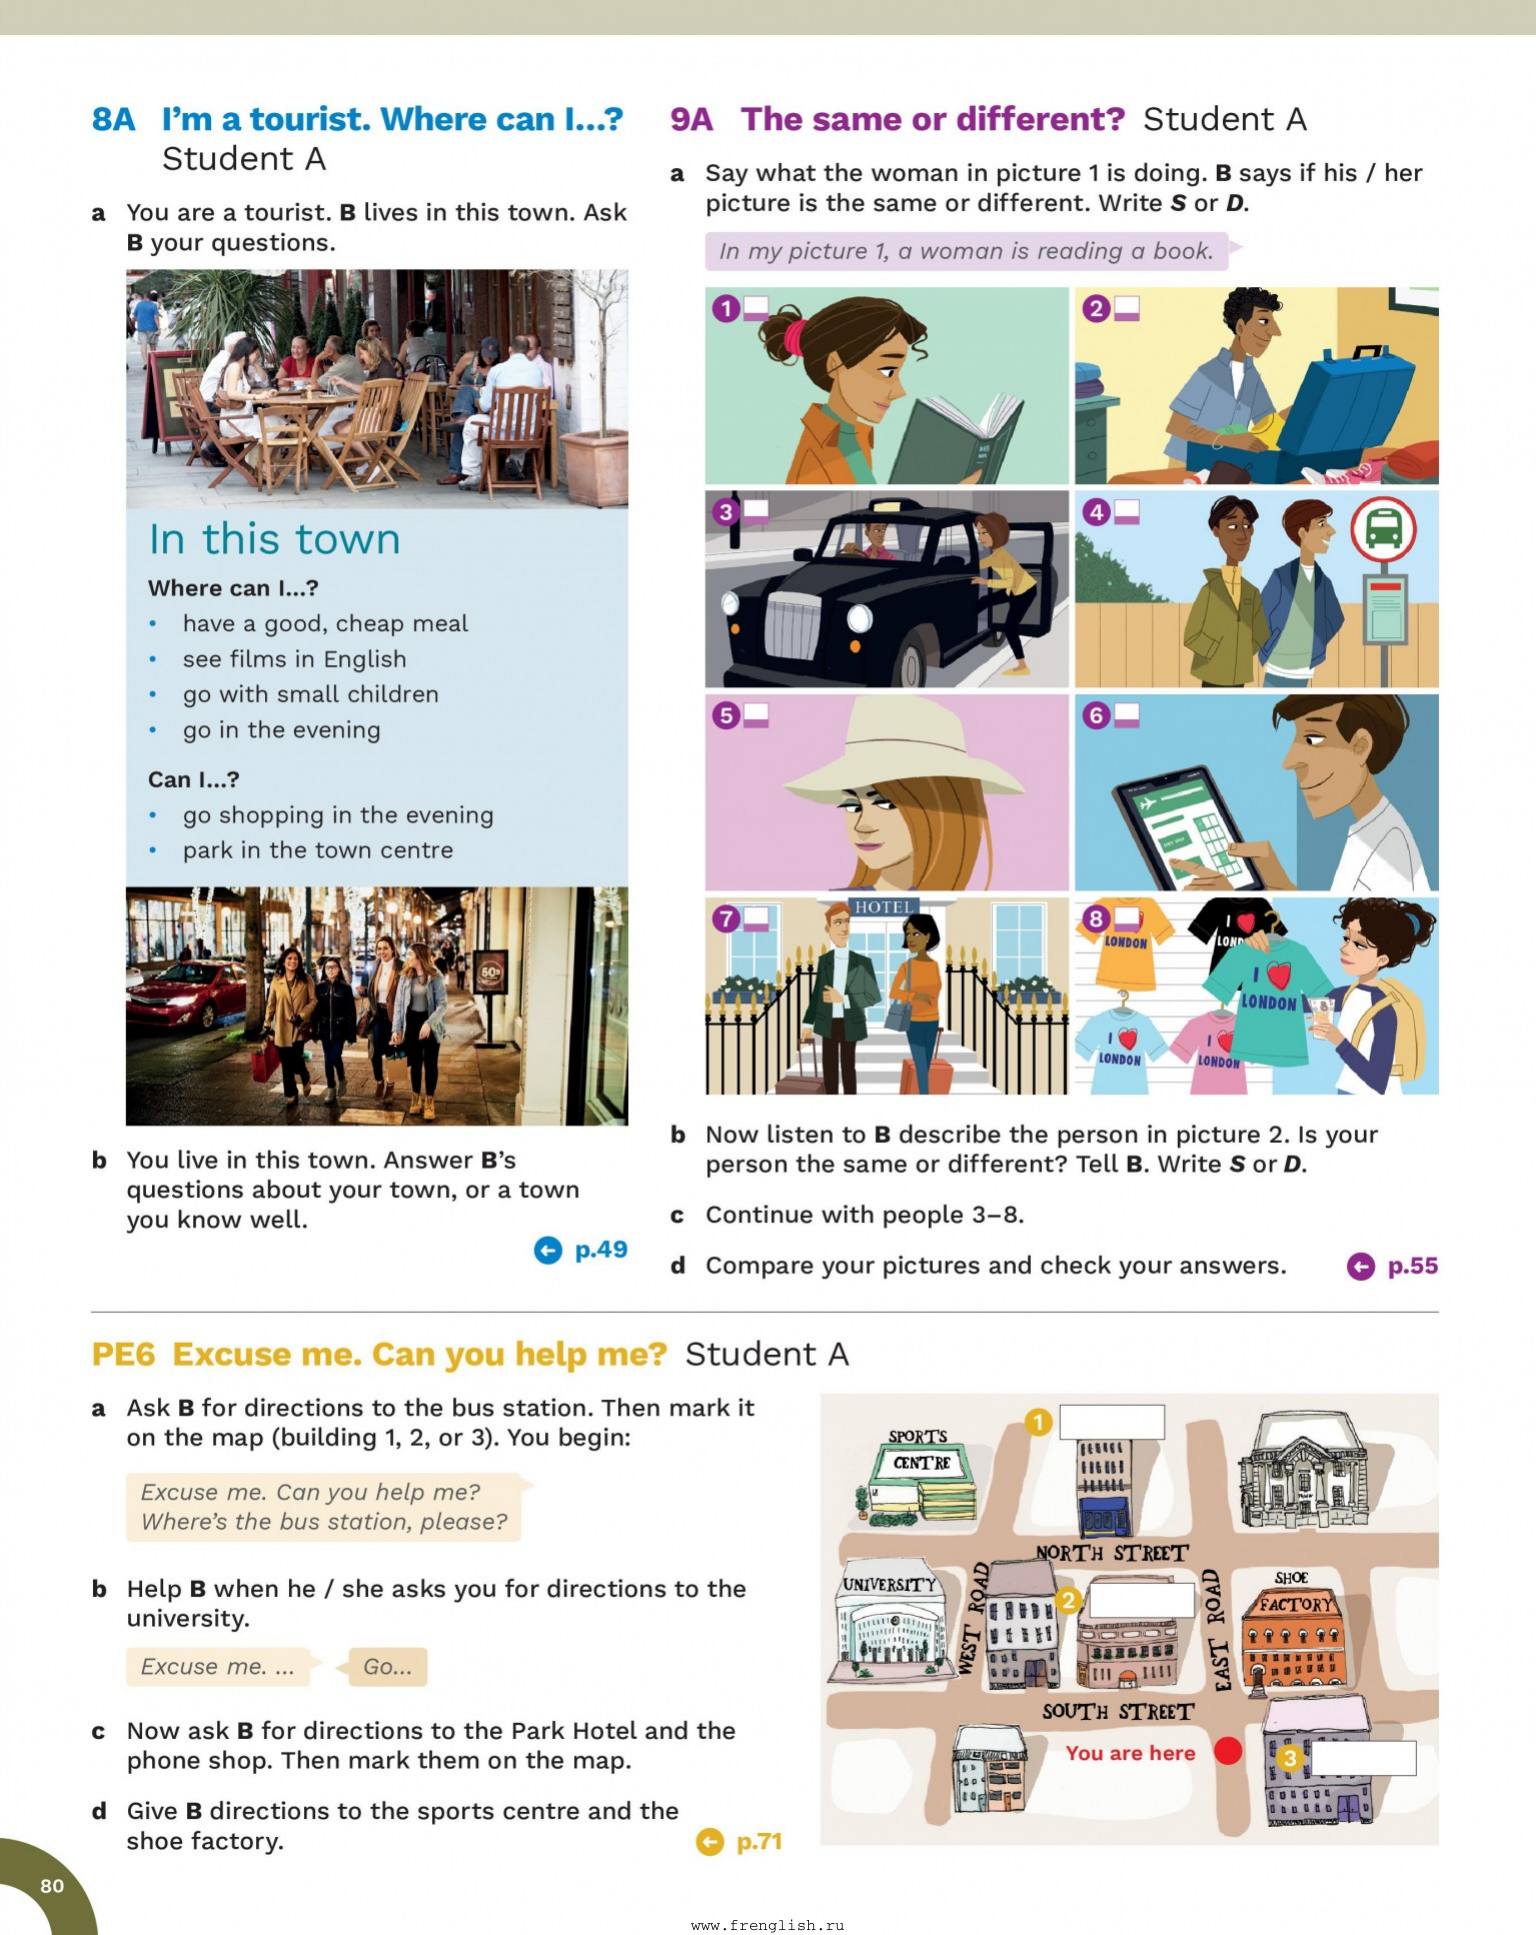 8A I'm a tourist. Where can I...?
Student A
a You are a tourist. B lives in this town. Ask
B your questions.
In this town
Where can I...?
• have a good, cheap meal
• see films in English
• go with small children
• go in the evening
Can I...?
• go shopping in the evening
• park in the town centre
50%
b You live in this town. Answer B's
questions about your town, or a town
you know well.
p.49
9A The same or different? Student A
a Say what the woman in picture 1 is doing. B says if his / her
picture is the same or different. Write S or D.
In my picture 1, a woman is reading a book.
1
2
3
4
5
6
7
HOTEL
8
LONDON
I
LOND
I
LONDON
I
LONDON
I
LONDON
b Now listen to B describe the person in picture 2. Is your
person the same or different? Tell B. Write S or D.
c Continue with people 3–8.
d Compare your pictures and check your answers.
p.55
PE6 Excuse me. Can you help me? Student A
a Ask B for directions to the bus station. Then mark it
on the map (building 1, 2, or 3). You begin:
Excuse me. Can you help me?
Where's the bus station, please?
b Help B when he / she asks you for directions to the
university.
Excuse me. ...
Go...
c Now ask B for directions to the Park Hotel and the
phone shop. Then mark them on the map.
d Give B directions to the sports centre and the
shoe factory.
p.71
1
SPORTS
CENTRE
NORTH STREET
UNIVERSITY
WEST ROAD
2
EAST ROAD
SHOE
FACTORY
SOUTH STREET
You are here
3
80
www.frenglish.ru